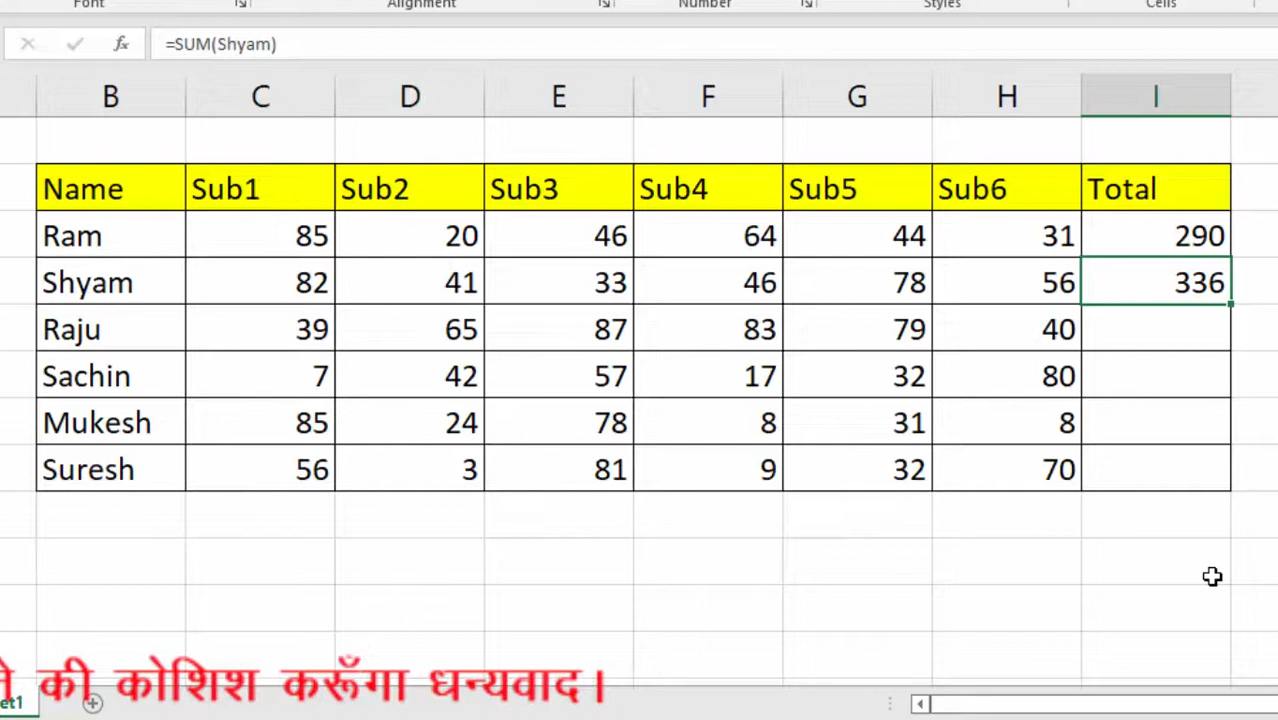 Font Alignment Number Styles Cells
=SUM(Shyam)
B C D E F G H I
Name Sub1 Sub2 Sub3 Sub4 Sub5 Sub6 Total
Ram 85 20 46 64 44 31 290
Shyam 82 41 33 46 78 56 336
Raju 39 65 87 83 79 40
Sachin 7 42 57 17 32 80
Mukesh 85 24 78 8 31 8
Suresh 56 3 81 9 32 70
की कोशिश करूँगा धन्यवाद।